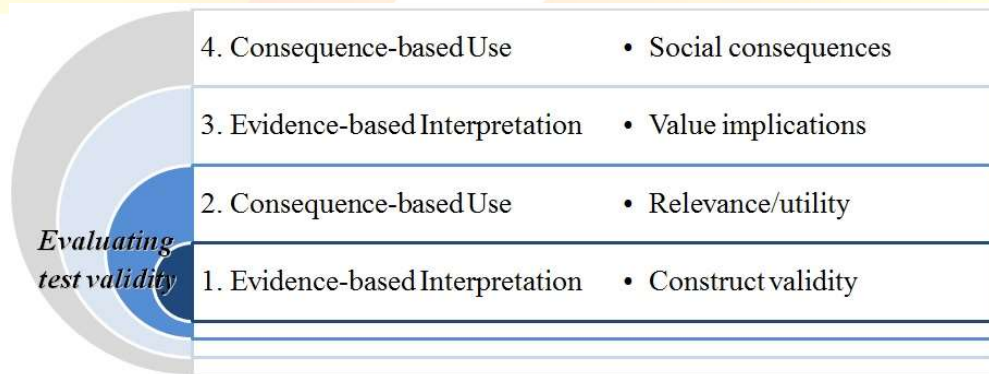 4. Consequence-based Use • Social consequences
3. Evidence-based Interpretation • Value implications
2. Consequence-based Use • Relevance/utility
Evaluating
test validity
1. Evidence-based Interpretation • Construct validity